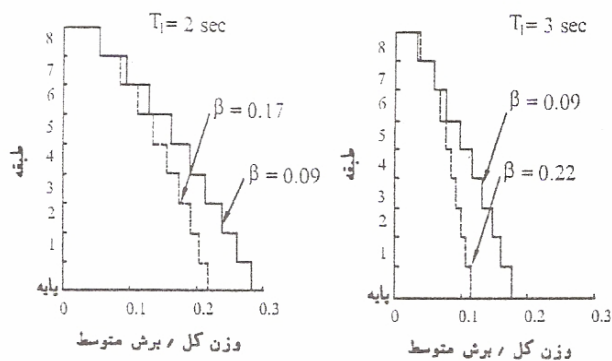 T₁= 2 sec
8
7
6
5
4
3
2
1
پایه
طبقه
β = 0.17
β = 0.09
0
0.1
0.2
0.3
وزن کل / برش متوسط
T₁= 3 sec
8
7
6
5
4
3
2
1
پایه
طبقه
β = 0.09
β = 0.22
0
0.1
0.2
0.3
وزن کل / برش متوسط